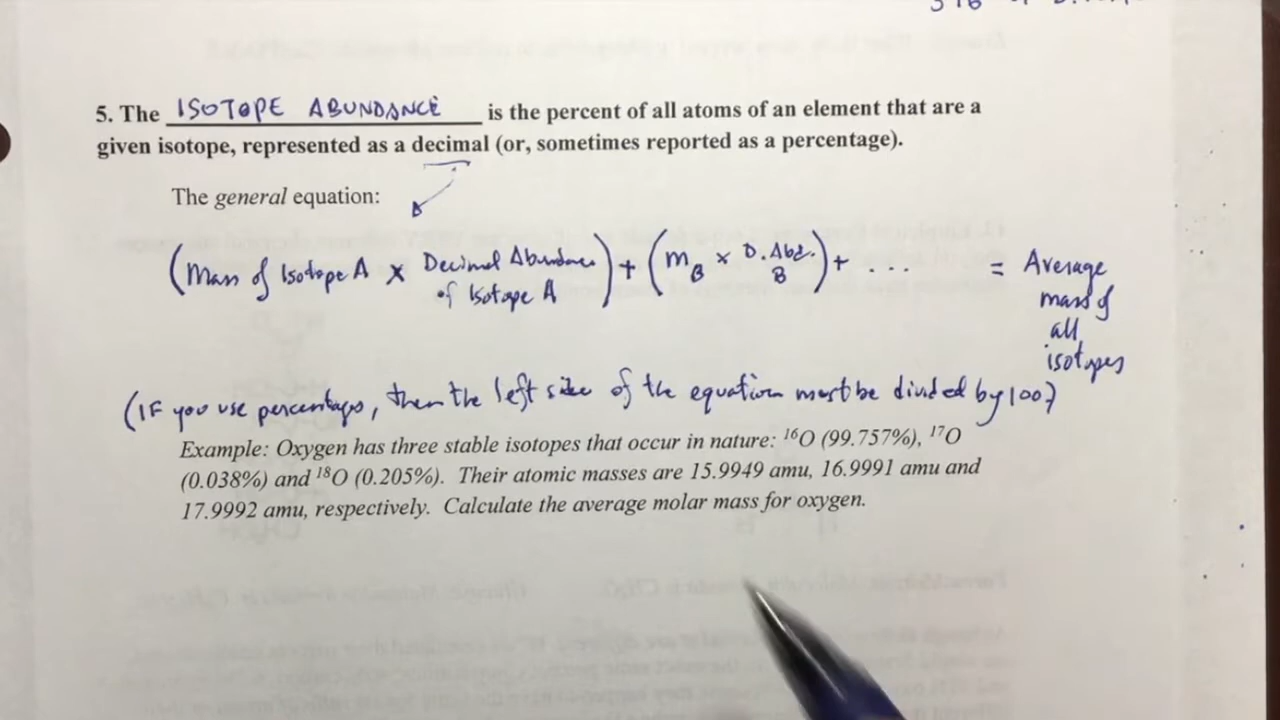 5. The ISOTOPE ABUNDANCE is the percent of all atoms of an element that are a
given isotope, represented as a decimal (or, sometimes reported as a percentage).
The general equation:
(Mass of Isotope A × Decimal Abundance of Isotope A) + (m_B × D. Abd. B) + ... = Average mass of all isotopes
(IF you use percentages, then the left side of the equation must be divided by 100)
Example: Oxygen has three stable isotopes that occur in nature: ¹⁶O (99.757%), ¹⁷O
(0.038%) and ¹⁸O (0.205%). Their atomic masses are 15.9949 amu, 16.9991 amu and
17.9992 amu, respectively. Calculate the average molar mass for oxygen.